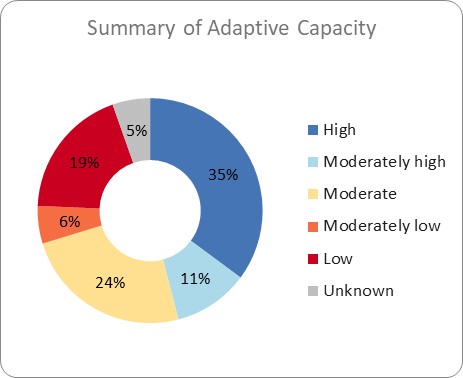 Summary of Adaptive Capacity
5%
19%
35%
6%
24%
11%
High
Moderately high
Moderate
Moderately low
Low
Unknown